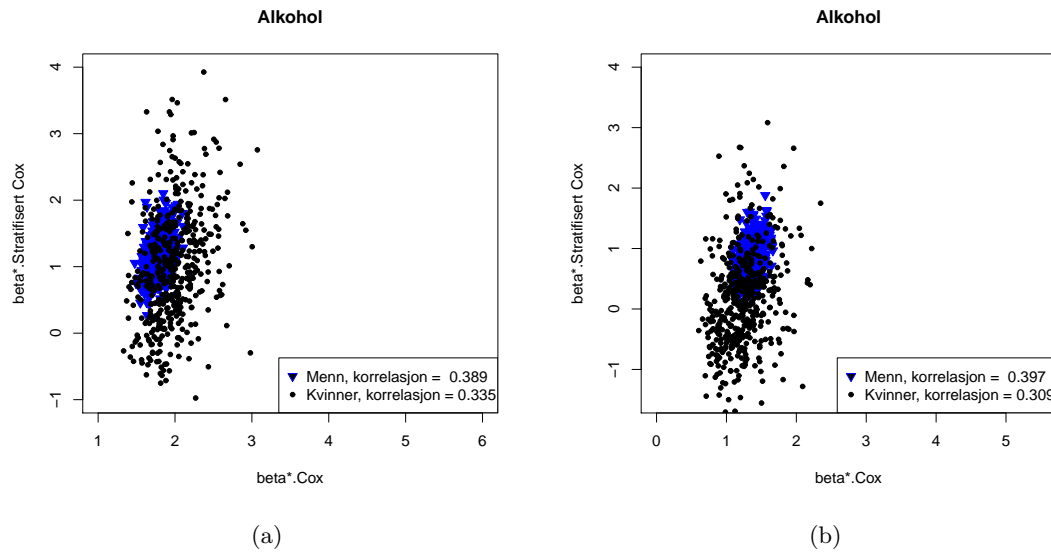 Alkohol
beta*.Stratifisert Cox
4
3
2
1
0
−1
Menn, korrelasjon = 0.389
Kvinner, korrelasjon = 0.335
1 2 3 4 5 6
beta*.Cox
(a)
Alkohol
beta*.Stratifisert Cox
4
3
2
1
0
−1
Menn, korrelasjon = 0.397
Kvinner, korrelasjon = 0.309
0 1 2 3 4 5
beta*.Cox
(b)